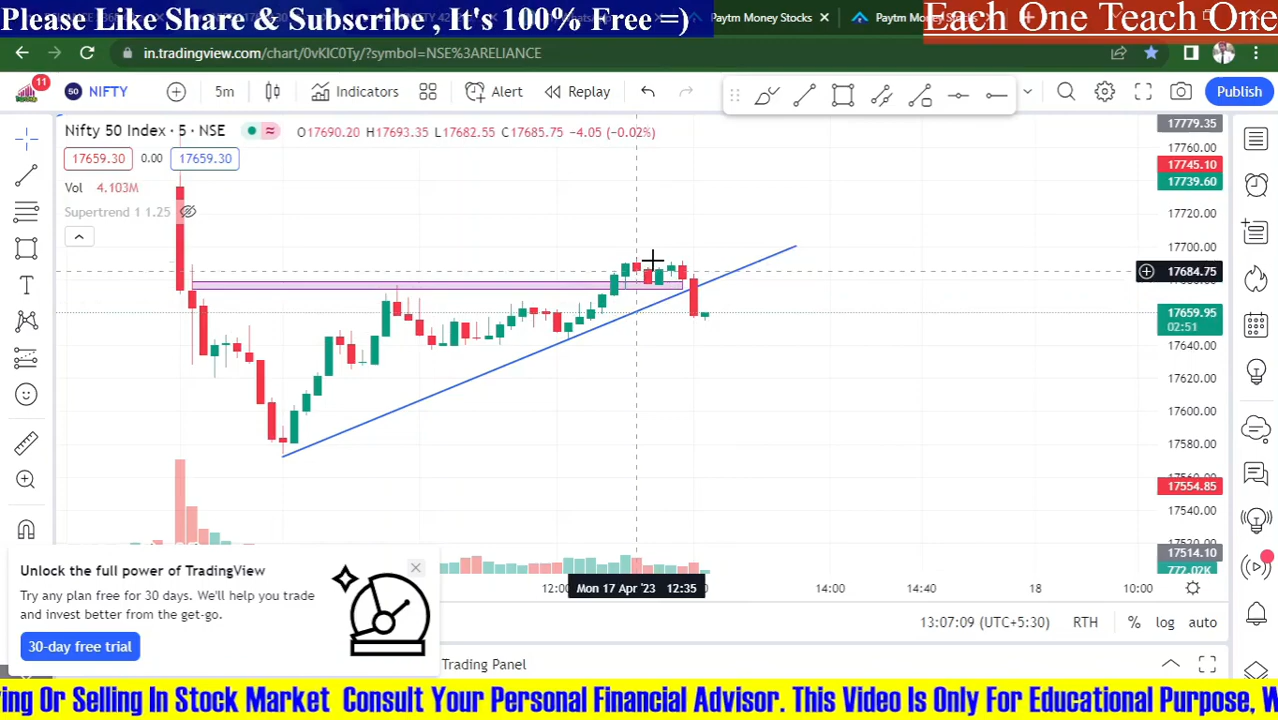 Please Like Share & Subscribe , It's 100% Free =)
Paytm Money Stocks
Paytm Money
Each One Teach One
in.tradingview.com/chart/0vKlC0Ty/?symbol=NSE%3ARELIANCE
11
50 NIFTY
5m
Indicators
Alert
Replay
Publish
Nifty 50 Index · 5 · NSE
O17690.20 H17693.35 L17682.55 C17685.75 −4.05 (−0.02%)
17659.30 0.00 17659.30
Vol 4.103M
Supertrend 1 1.25
17779.35
17760.00
17745.10
17739.60
17720.00
17700.00
17684.75
17659.95
02:51
17640.00
17620.00
17600.00
17580.00
17554.85
17540.00
17514.10
772.02K
12:00
Mon 17 Apr '23 12:35
14:00
14:40
18
10:00
Unlock the full power of TradingView
Try any plan free for 30 days. We'll help you trade
and invest better from the get-go.
30-day free trial
13:07:09 (UTC+5:30)
RTH
%
log
auto
Trading Panel
ing Or Selling In Stock Market Consult Your Personal Financial Advisor. This Video Is Only For Educational Purpose, W